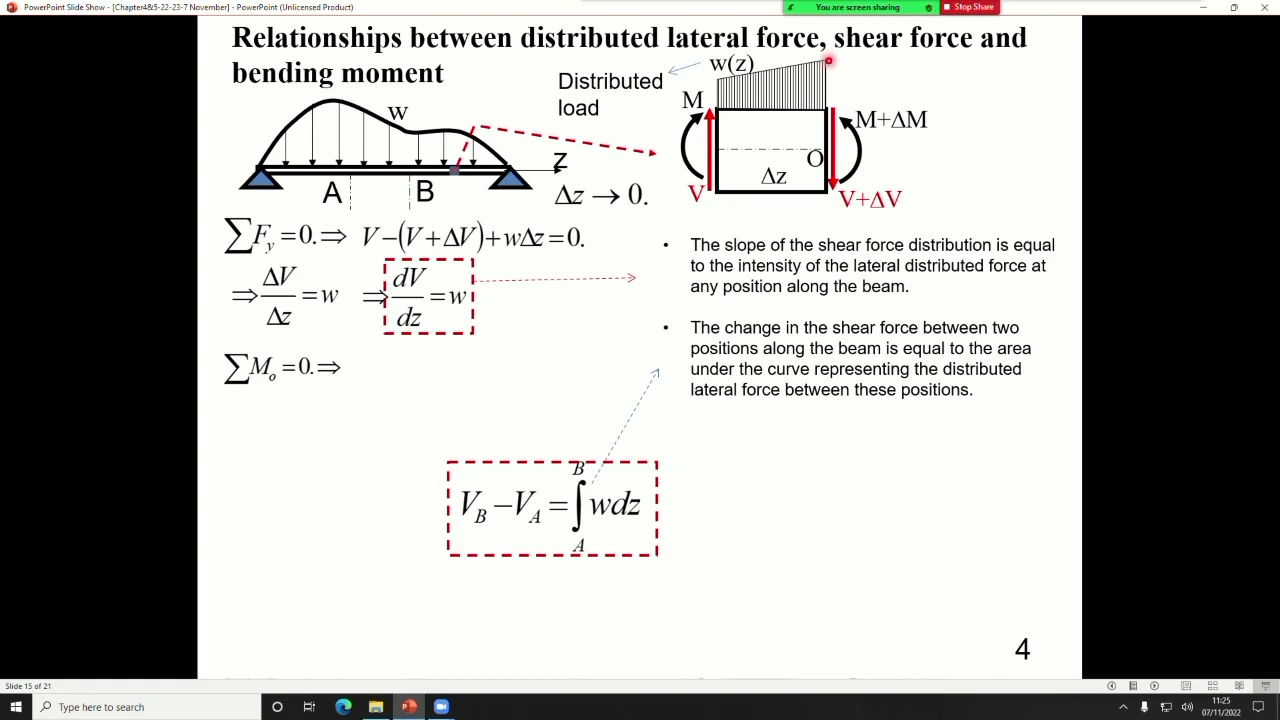 PowerPoint Slide Show - [Chapter4&5-22-23-7 November] - PowerPoint (Unlicensed Product)
You are screen sharing
Stop Share
Relationships between distributed lateral force, shear force and
bending moment
Distributed
load
w(z)
w
M
M+ΔM
O
Δz
V
V+ΔV
z
A
B
Δz → 0.
∑F_y = 0. ⇒ V − (V + ΔV) + wΔz = 0.
⇒ ΔV/Δz = w ⇒ dV/dz = w
∑M_o = 0. ⇒
• The slope of the shear force distribution is equal
to the intensity of the lateral distributed force at
any position along the beam.
• The change in the shear force between two
positions along the beam is equal to the area
under the curve representing the distributed
lateral force between these positions.
V_B − V_A = ∫_A^B wdz
4
Slide 15 of 21
Type here to search
11:25
07/11/2022